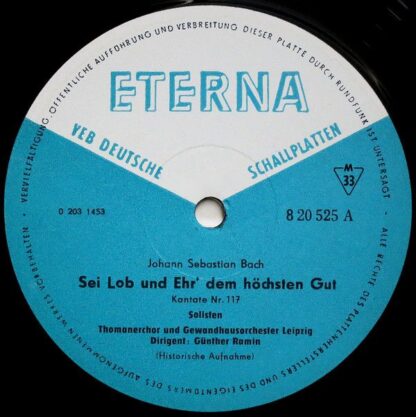 VERVIELFÄLTIGUNG, ÖFFENTLICHE AUFFÜHRUNG UND VERBREITUNG DIESER PLATTE DURCH RUNDFUNK IST UNTERSAGT •
ETERNA
VEB DEUTSCHE SCHALLPLATTEN
M
33
0 203 1453
8 20 525 A
Johann Sebastian Bach
Sei Lob und Ehr' dem höchsten Gut
Kantate Nr. 117
Solisten
Thomanerchor und Gewandhausorchester Leipzig
Dirigent: Günther Ramin
(Historische Aufnahme)
ALLE RECHTE DES PLATTENHERSTELLERS UND DES EIGENTÜMERS DES AUFGENOMMENEN WERKES VORBEHALTEN •